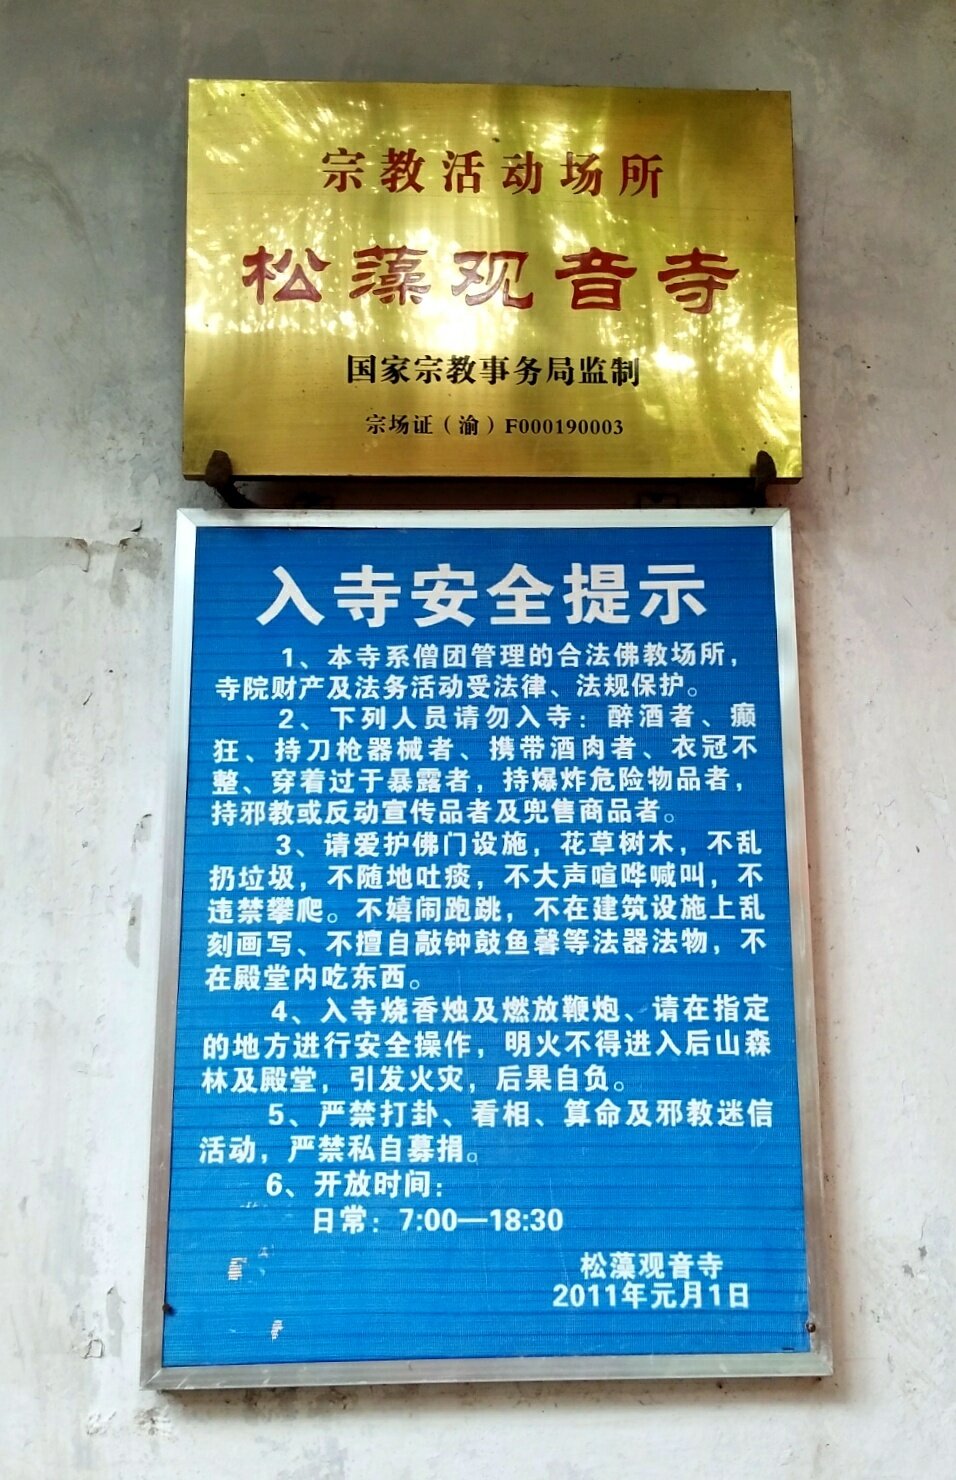 宗教活动场所
松藻观音寺
国家宗教事务局监制
宗场证（渝）F000190003
入寺安全提示
1、本寺系僧团管理的合法佛教场所，
寺院财产及法务活动受法律、法规保护。
2、下列人员请勿入寺：醉酒者、癫
狂、持刀枪器械者、携带酒肉者、衣冠不
整、穿着过于暴露者，持爆炸危险物品者，
持邪教或反动宣传品者及兜售商品者。
3、请爱护佛门设施，花草树木，不乱
扔垃圾，不随地吐痰，不大声喧哗喊叫，不
违禁攀爬。不嬉闹跑跳，不在建筑设施上乱
刻画写、不擅自敲钟鼓鱼馨等法器法物，不
在殿堂内吃东西。
4、入寺烧香烛及燃放鞭炮、请在指定
的地方进行安全操作，明火不得进入后山森
林及殿堂，引发火灾，后果自负。
5、严禁打卦、看相、算命及邪教迷信
活动，严禁私自募捐。
6、开放时间：
日常：7:00—18:30
松藻观音寺
2011年元月1日